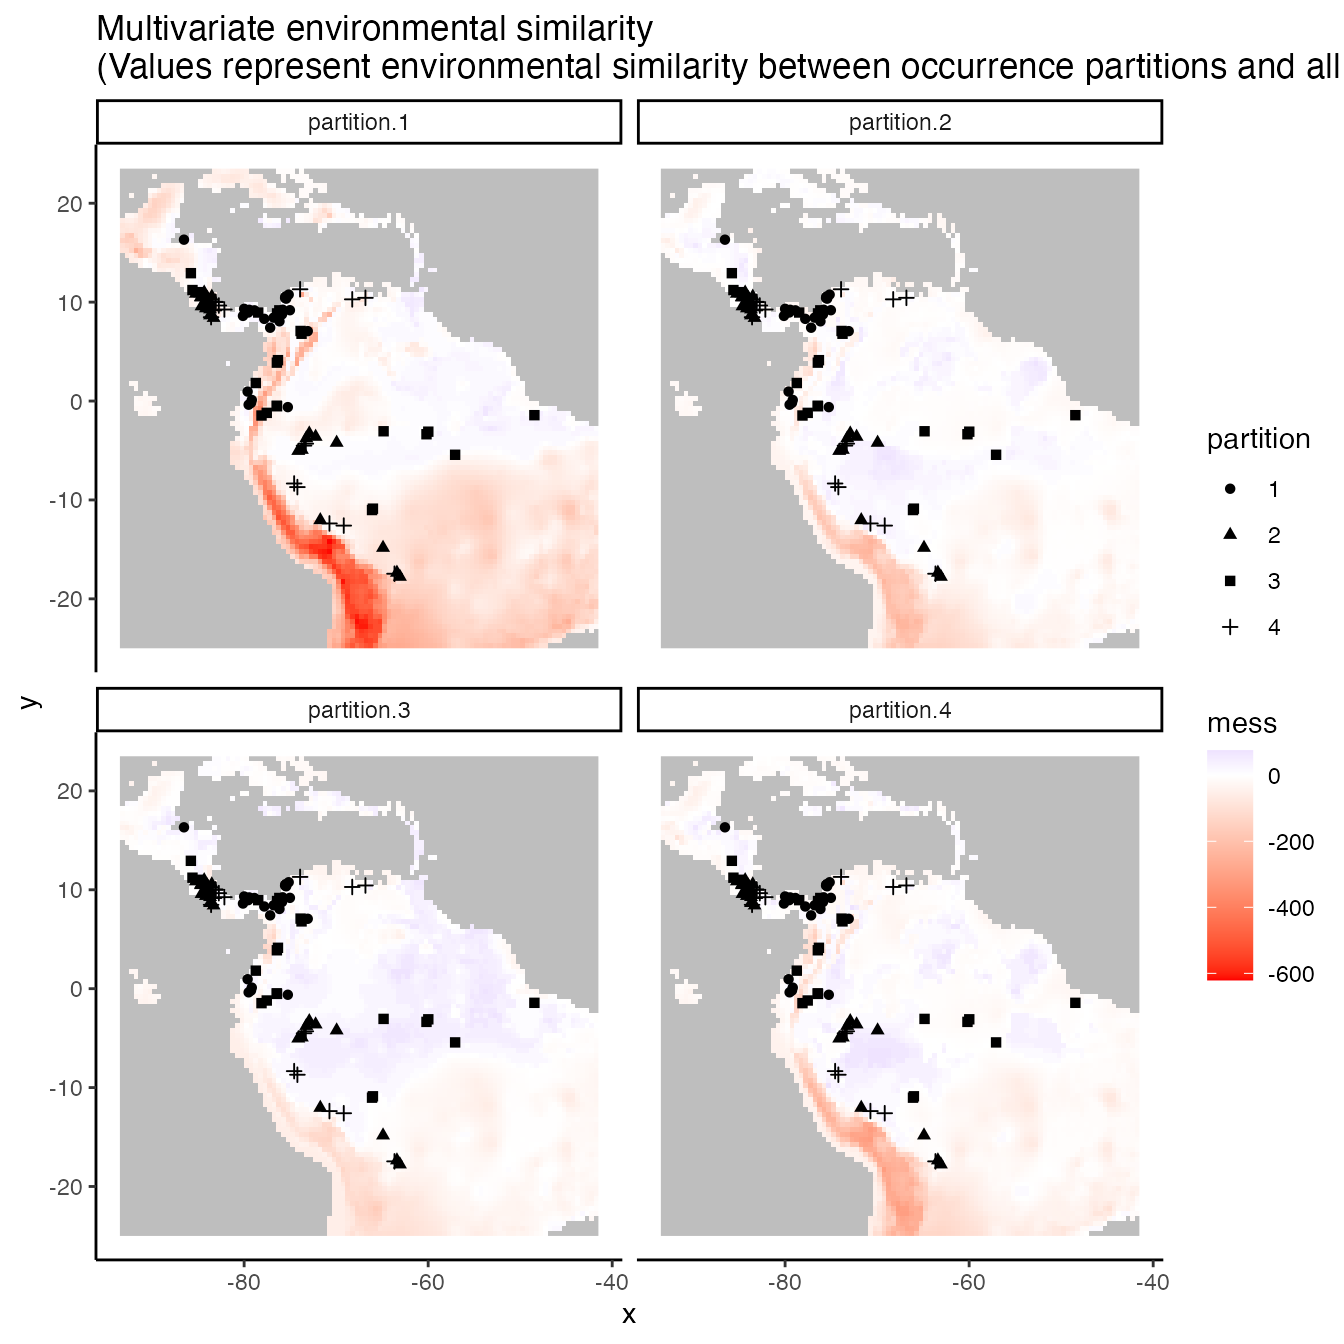 Multivariate environmental similarity
(Values represent environmental similarity between occurrence partitions and all
partition.1
partition.2
20
10
0
-10
-20
partition
1
2
3
4
y
partition.3
partition.4
mess
0
-200
-400
-600
20
10
0
-10
-20
-80
-60
-40
-80
-60
-40
x